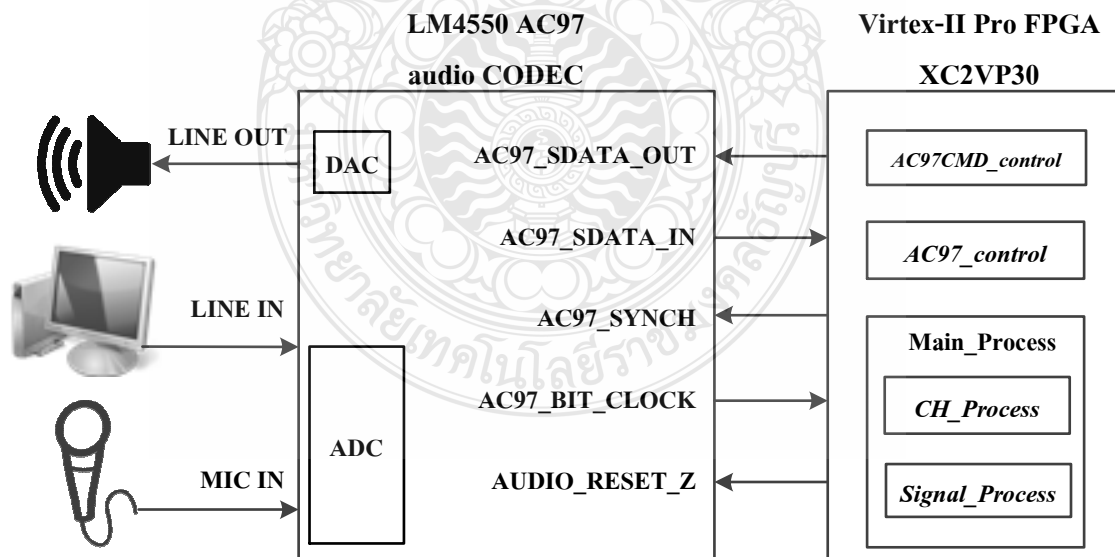 LM4550 AC97
audio CODEC
Virtex-II Pro FPGA
XC2VP30
LINE OUT
DAC
AC97_SDATA_OUT
AC97CMD_control
AC97_SDATA_IN
AC97_control
LINE IN
AC97_SYNCH
Main_Process
AC97_BIT_CLOCK
CH_Process
ADC
MIC IN
AUDIO_RESET_Z
Signal_Process